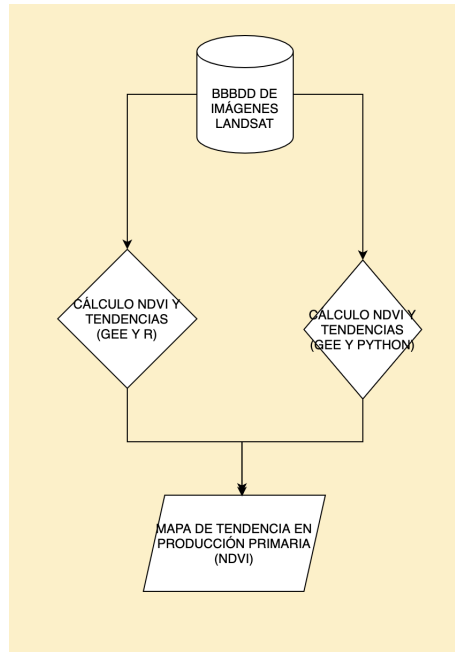 BBBDD DE
IMÁGENES
LANDSAT
CÁLCULO NDVI Y
TENDENCIAS
(GEE Y R)
CÁLCULO NDVI Y
TENDENCIAS
(GEE Y PYTHON)
MAPA DE TENDENCIA EN
PRODUCCIÓN PRIMARIA
(NDVI)